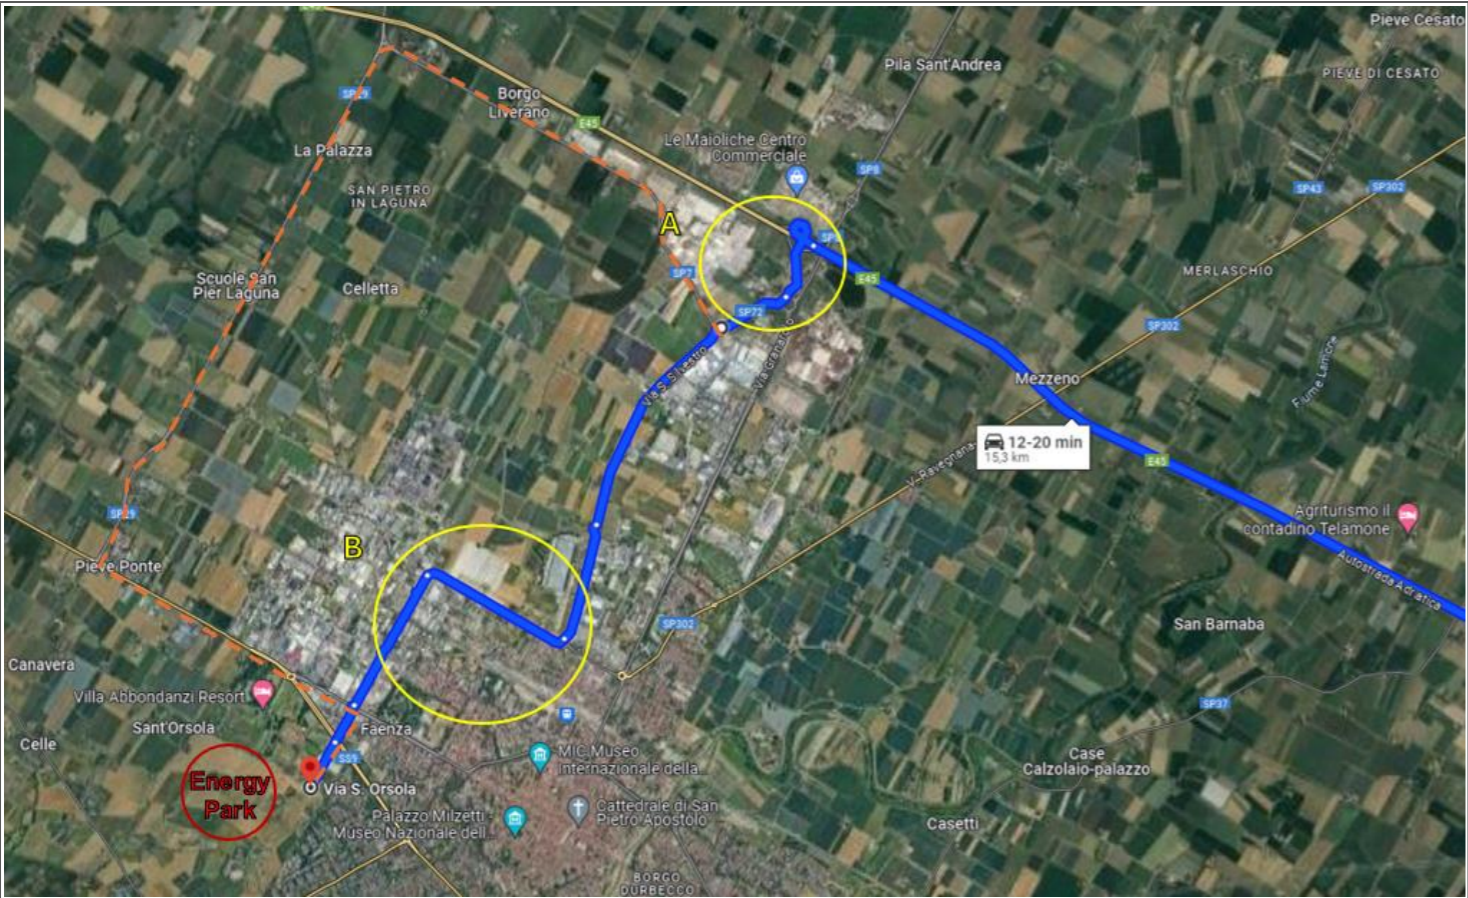 E45
Pieve Cesato
Pila Sant'Andrea
PIEVE DI CESATO
SP29
Borgo
Liverano
E45
Le Maioliche Centro
Commerciale
La Palazza
SP8
SAN PIETRO
IN LAGUNA
SP43
SP302
A
SP8
Scuole San
Pier Laguna
Celletta
SP7
E45
MERLASCHIO
SP72
SP302
Via S. Silvestro
Via Granarolo
Fiume Lamone
Mezzeno
12-20 min
15,3 km
V. Ravegnana
E45
SP29
Agriturismo il
contadino Telamone
B
Pieve Ponte
Autostrada Adriatica
SP302
San Barnaba
Canavera
Villa Abbondanzi Resort
SP37
Sant'Orsola
Faenza
Celle
SS9
MIC Museo
Internazionale della...
Case
Calzolaio-palazzo
Energy
Park
Via S. Orsola
Palazzo Milzetti -
Museo Nazionale dell...
Cattedrale di San
Pietro Apostolo
Casetti
BORGO
DURBECCO